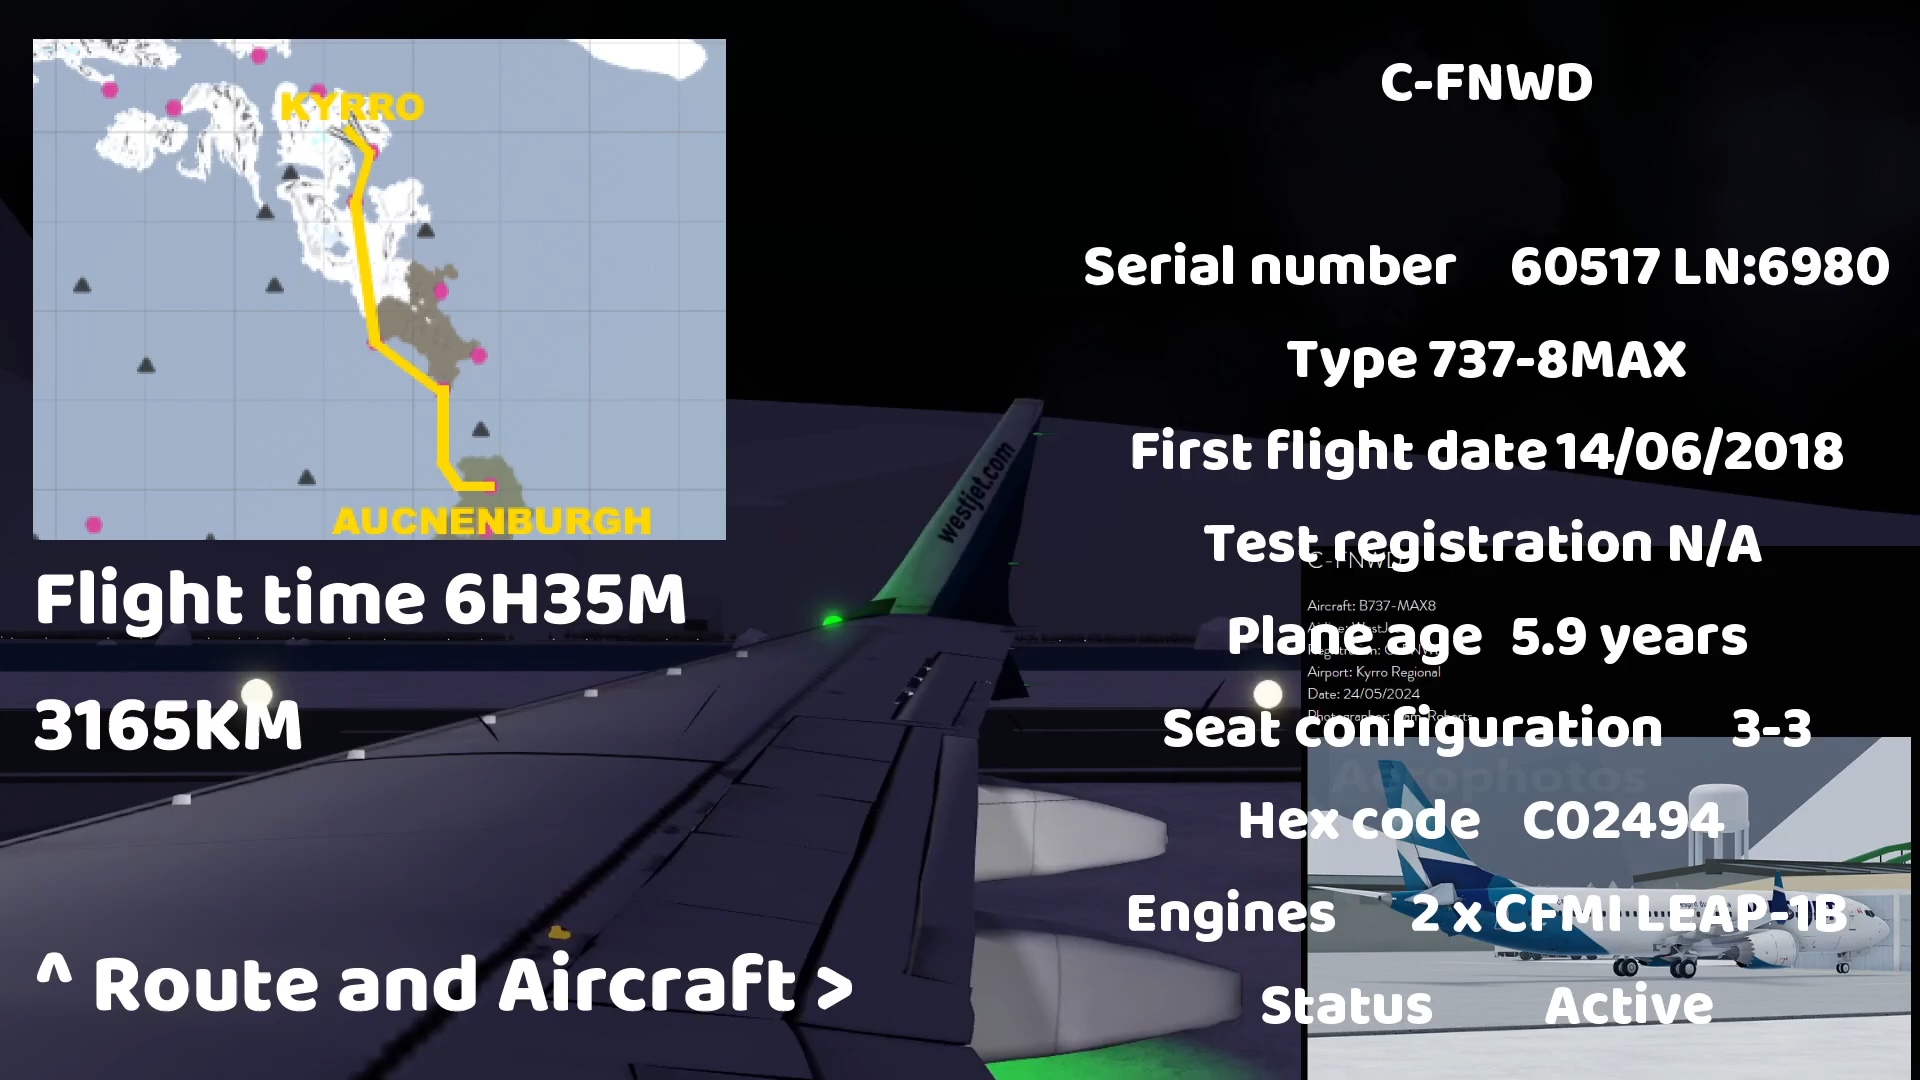 KYRRO
AUCNENBURGH
Flight time 6H35M
3165KM
^ Route and Aircraft >
westjet.com
C-FNWD
Serial number 60517 LN:6980
Type 737-8MAX
First flight date 14/06/2018
Test registration N/A
Plane age 5.9 years
Seat configuration 3-3
Hex code C02494
Engines 2 x CFMI LEAP-1B
Status Active
C-FNWD
Aircraft: B737-MAX8
Airport: Kyrro Regional
Date: 24/05/2024
Aerophotos